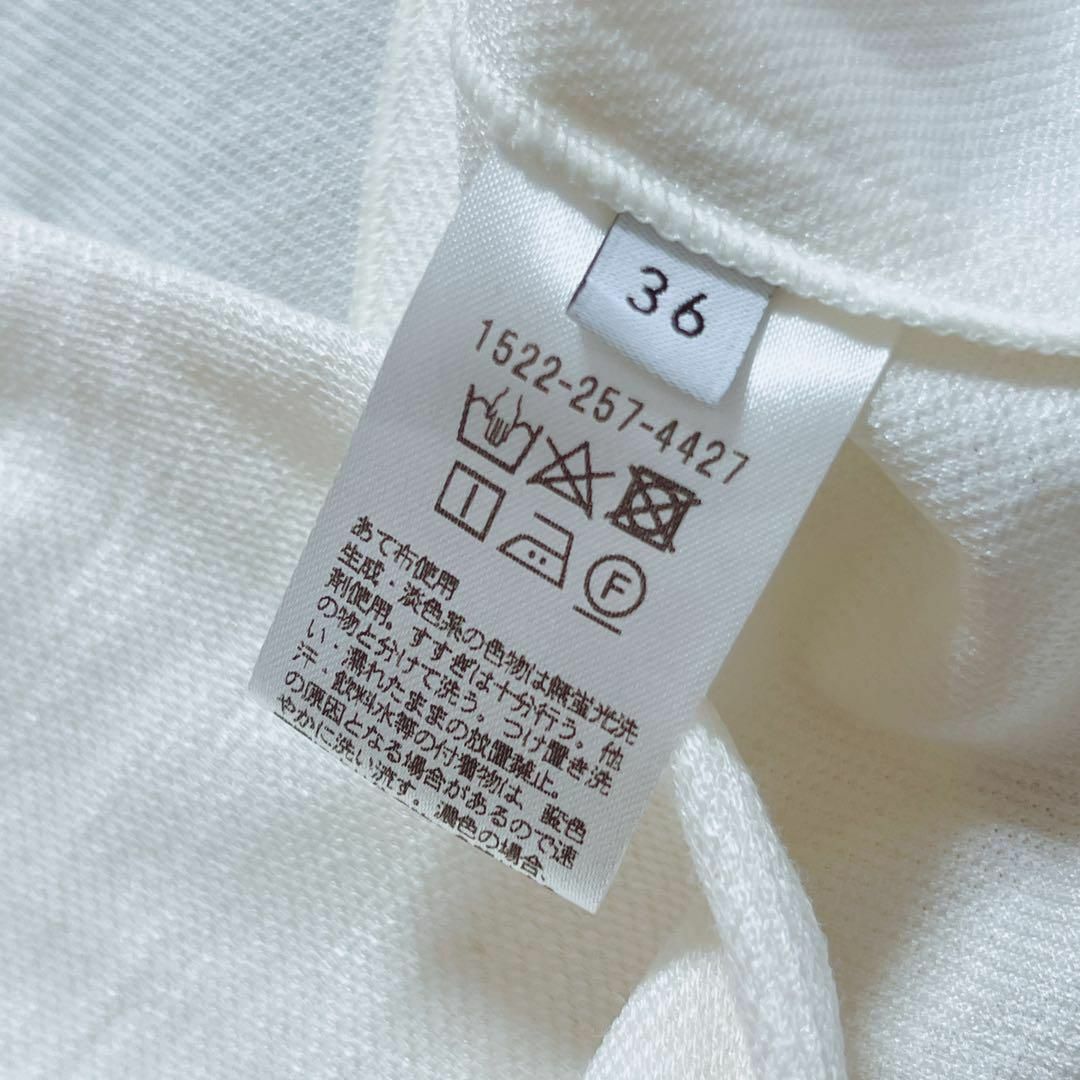 36
1522-257-4427
F
あて布使用
生成・淡色系の色物は無蛍光洗
剤使用。すすぎは十分行う。他
の物と分けて洗う。つけ置き洗
い・濡れたままの放置禁止。
汗・飲料水等の付着物は、変色
の原因となる場合があるので速
やかに洗い流す。濃色の場合、